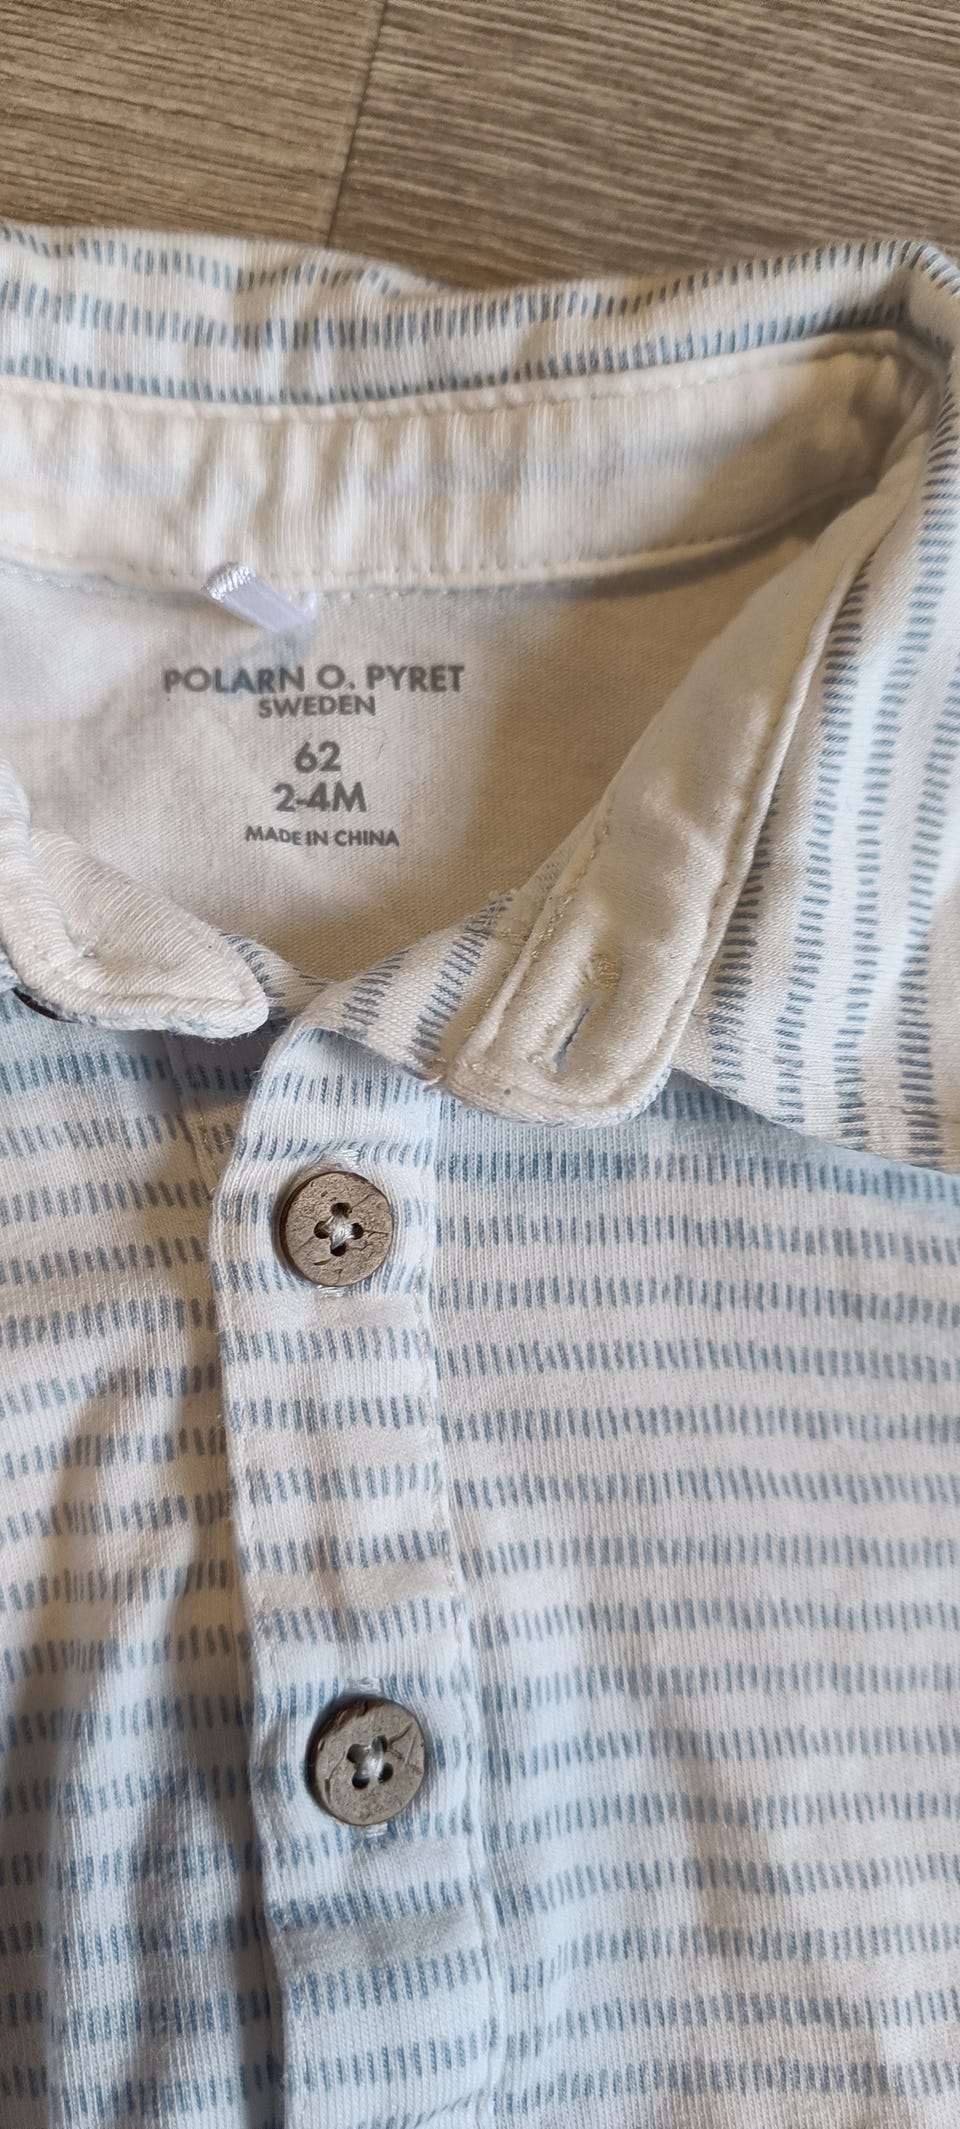 POLARN O. PYRET
SWEDEN
62
2-4M
MADE IN CHINA